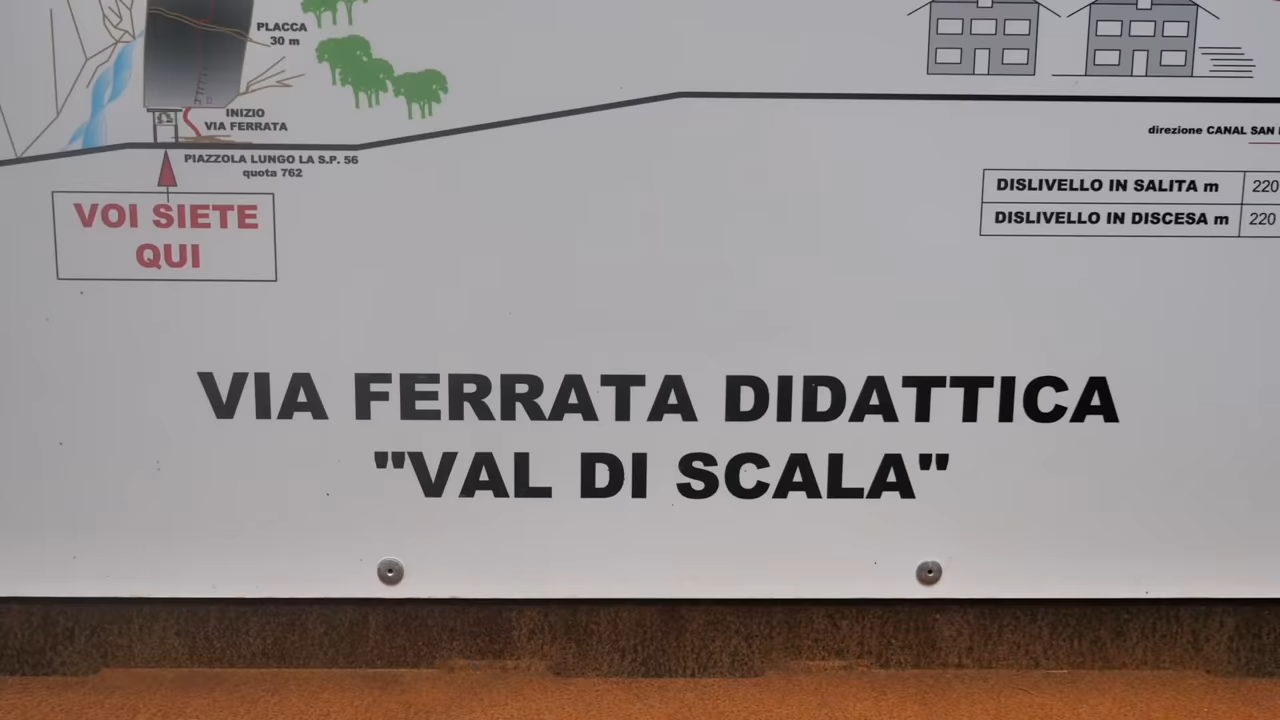 PLACCA
30 m
INIZIO
VIA FERRATA
PIAZZOLA LUNGO LA S.P. 56
quota 762
VOI SIETE
QUI
direzione CANAL SAN
DISLIVELLO IN SALITA m 220
DISLIVELLO IN DISCESA m 220
VIA FERRATA DIDATTICA
"VAL DI SCALA"